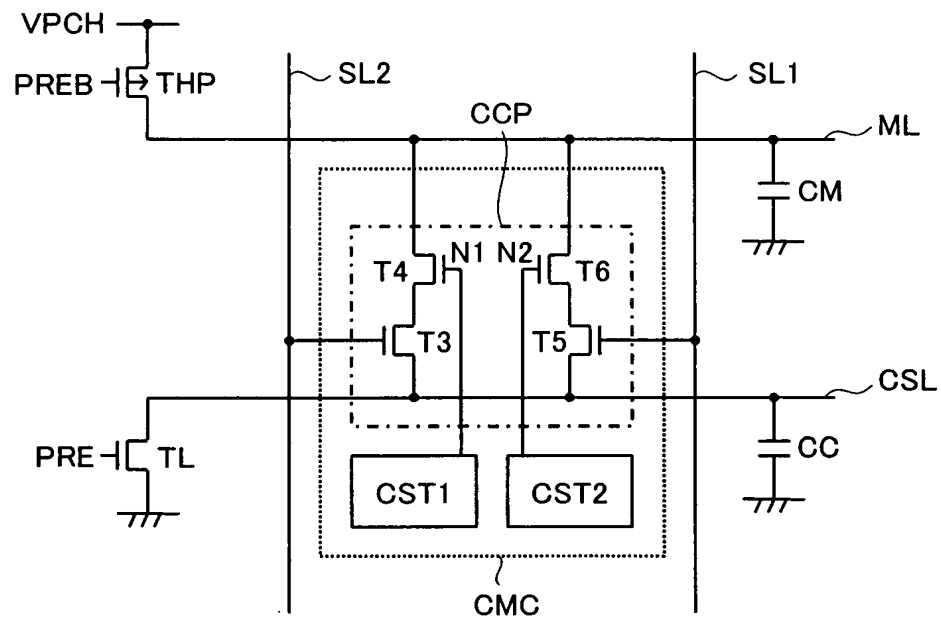 VPCH
PREB THP
SL2
SL1
CCP
ML
CM
N1 N2
T4 T6
T3 T5
CSL
PRE TL
CC
CST1 CST2
CMC